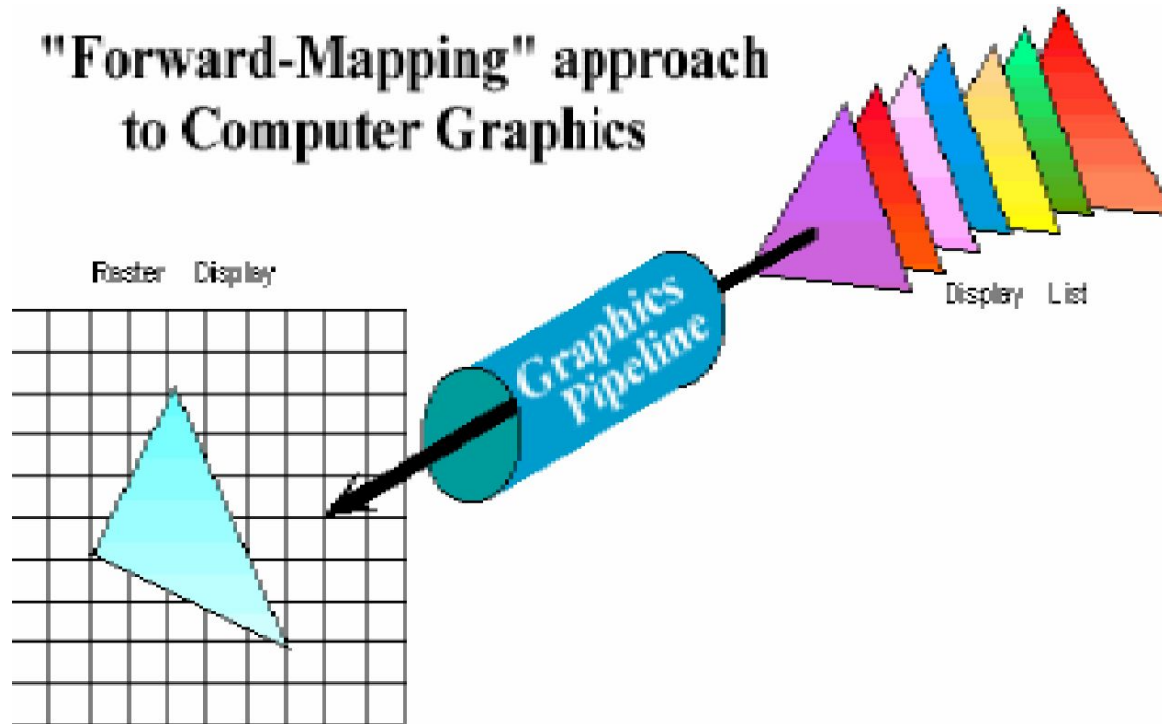 "Forward-Mapping" approach
to Computer Graphics
Raster Display
Graphics
Pipeline
Display List